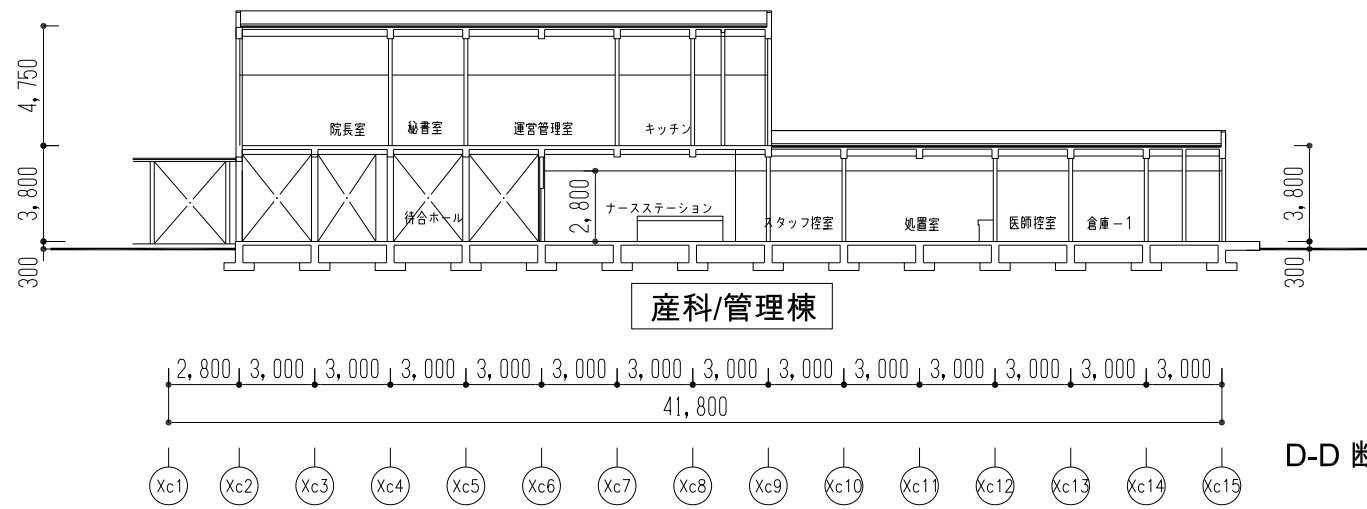 4,750
院長室 秘書室 運営管理室 キッチン
3,800
2,800
3,800
待合ホール ナースステーション スタッフ控室 処置室 医師控室 倉庫-1
300
300
産科/管理棟
2,800 3,000 3,000 3,000 3,000 3,000 3,000 3,000 3,000 3,000 3,000 3,000 3,000 3,000
41,800
D-D 断
Xc1 Xc2 Xc3 Xc4 Xc5 Xc6 Xc7 Xc8 Xc9 Xc10 Xc11 Xc12 Xc13 Xc14 Xc15